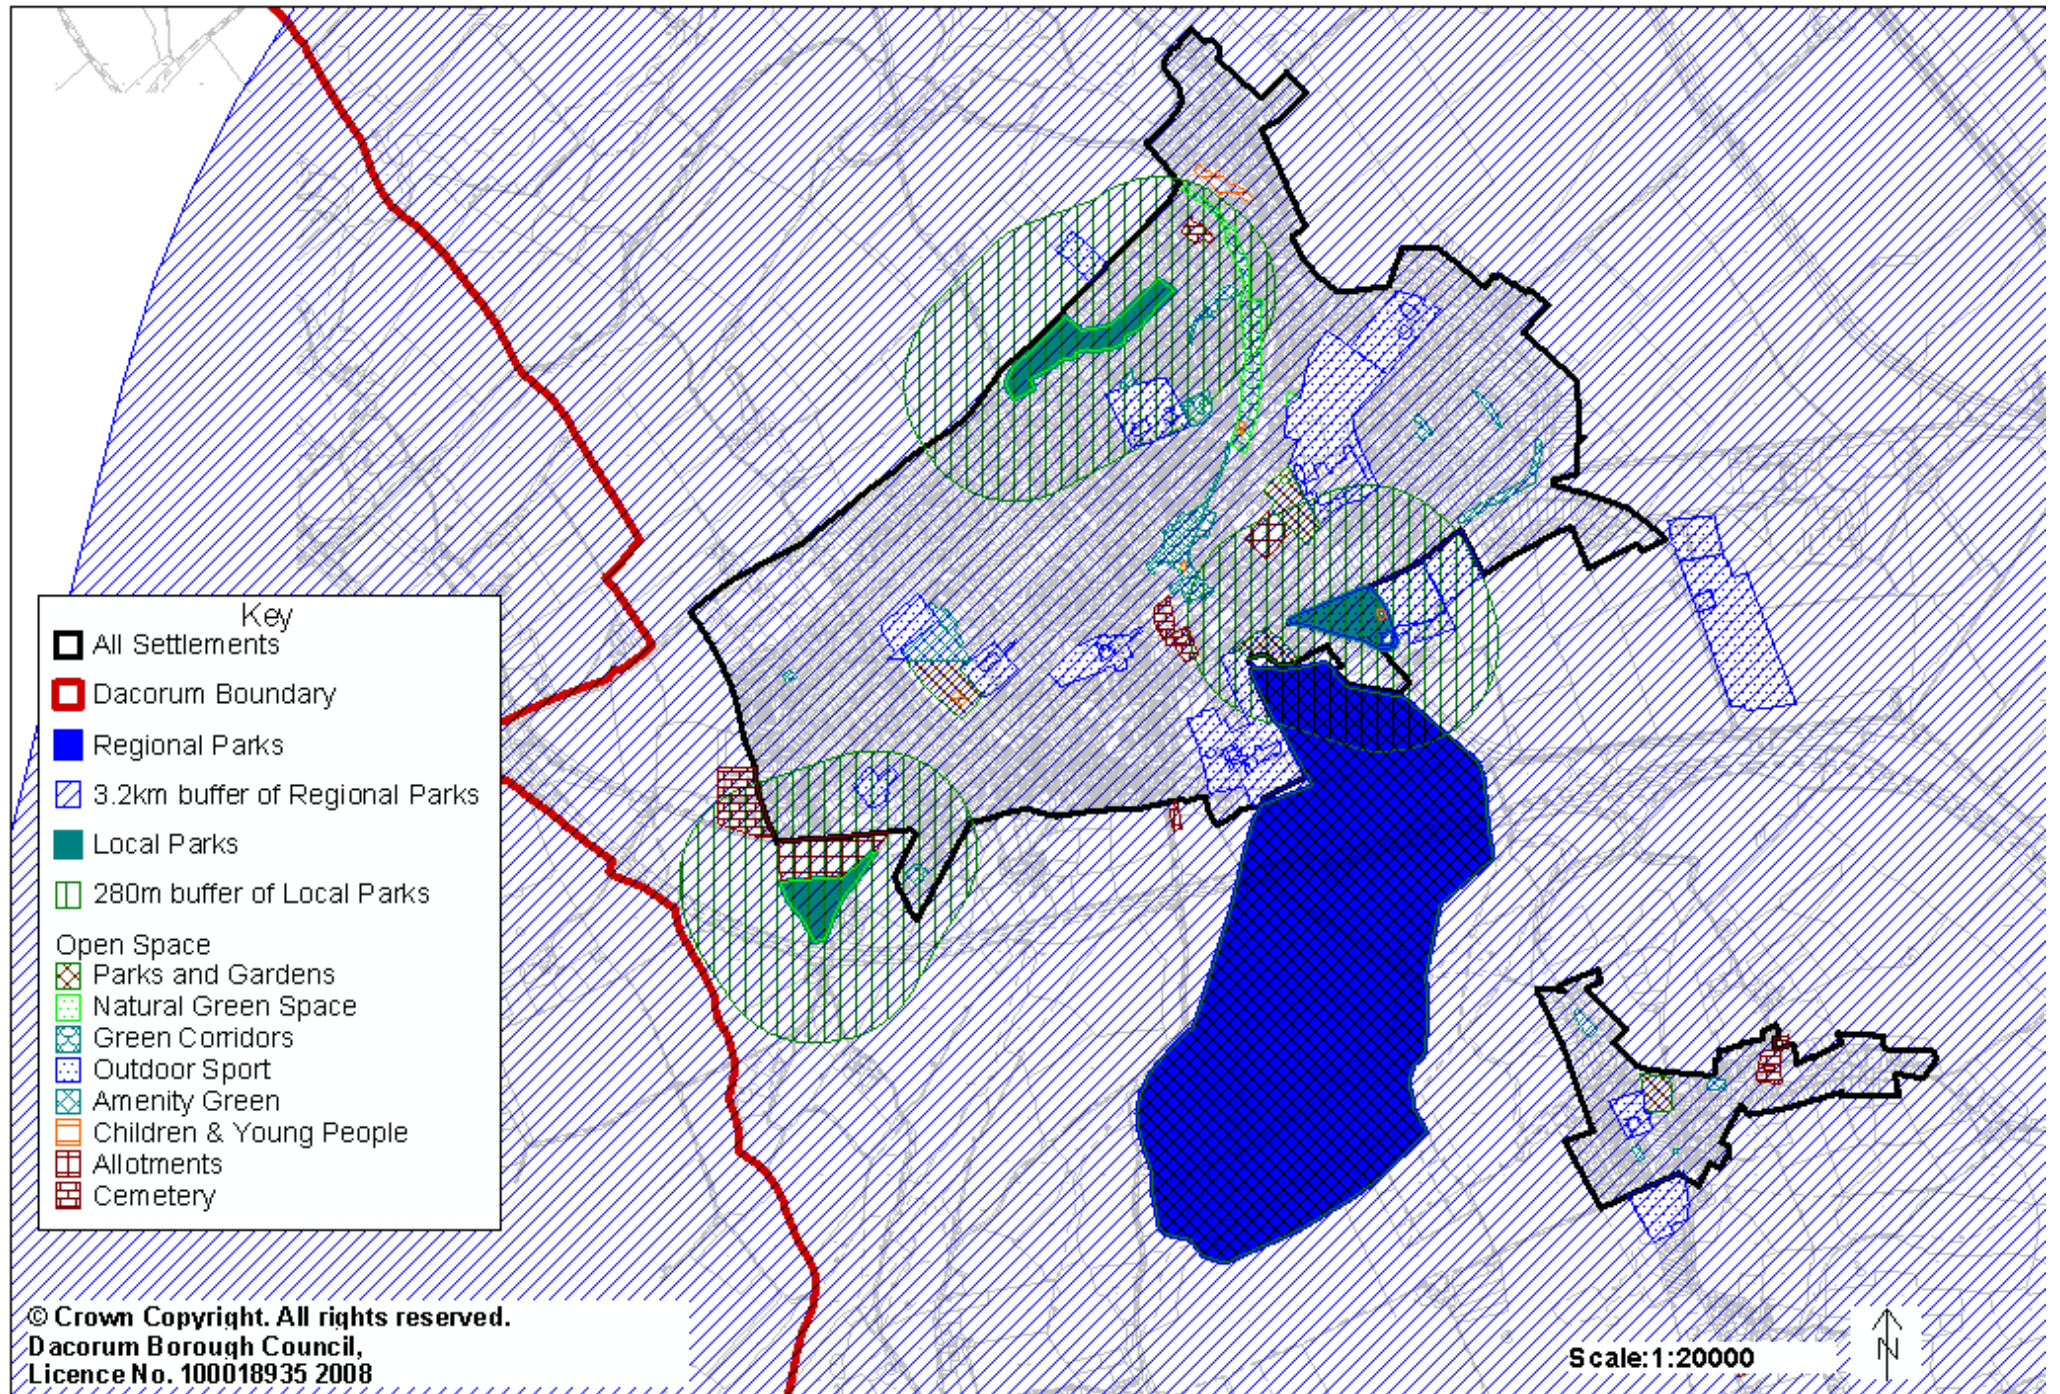 Key
All Settlements
Dacorum Boundary
Regional Parks
3.2km buffer of Regional Parks
Local Parks
280m buffer of Local Parks
Open Space
Parks and Gardens
Natural Green Space
Green Corridors
Outdoor Sport
Amenity Green
Children & Young People
Allotments
Cemetery
© Crown Copyright. All rights reserved.
Dacorum Borough Council,
Licence No. 100018935 2008
Scale:1:20000
N